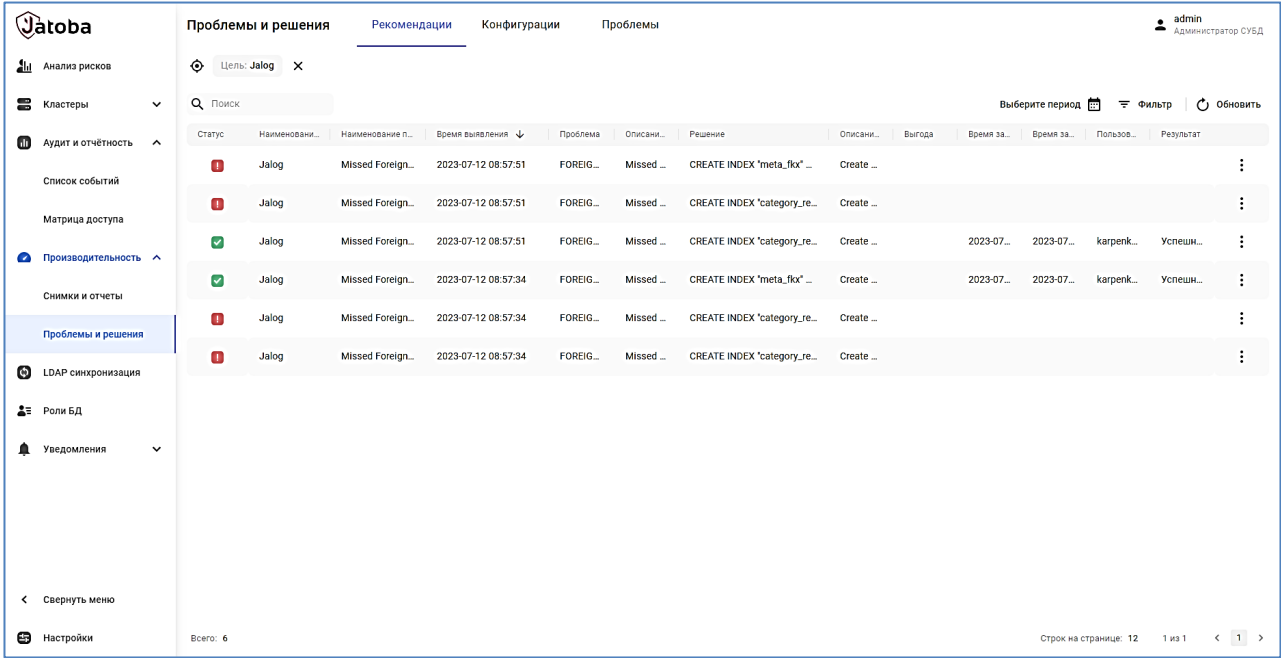 Jatoba
Проблемы и решения Рекомендации Конфигурации Проблемы
admin
Администратор СУБД
Анализ рисков
Кластеры
Аудит и отчётность
Список событий
Матрица доступа
Производительность
Снимки и отчеты
Проблемы и решения
LDAP синхронизация
Роли БД
Уведомления
Свернуть меню
Настройки
Цель: Jalog
Поиск
Выберите период Фильтр Обновить
Статус Наименовани... Наименование п... Время выявления Проблема Описани... Решение Описани... Выгода Время за... Время за... Пользов... Результат
Jalog Missed Foreign... 2023-07-12 08:57:51 FOREIG... Missed ... CREATE INDEX "meta_fkx" ... Create ...
Jalog Missed Foreign... 2023-07-12 08:57:51 FOREIG... Missed ... CREATE INDEX "category_re... Create ...
Jalog Missed Foreign... 2023-07-12 08:57:51 FOREIG... Missed ... CREATE INDEX "category_re... Create ... 2023-07... 2023-07... karpenk... Успешн...
Jalog Missed Foreign... 2023-07-12 08:57:34 FOREIG... Missed ... CREATE INDEX "meta_fkx" ... Create ... 2023-07... 2023-07... karpenk... Успешн...
Jalog Missed Foreign... 2023-07-12 08:57:34 FOREIG... Missed ... CREATE INDEX "category_re... Create ...
Jalog Missed Foreign... 2023-07-12 08:57:34 FOREIG... Missed ... CREATE INDEX "category_re... Create ...
Всего: 6
Строк на странице: 12 1 из 1 1